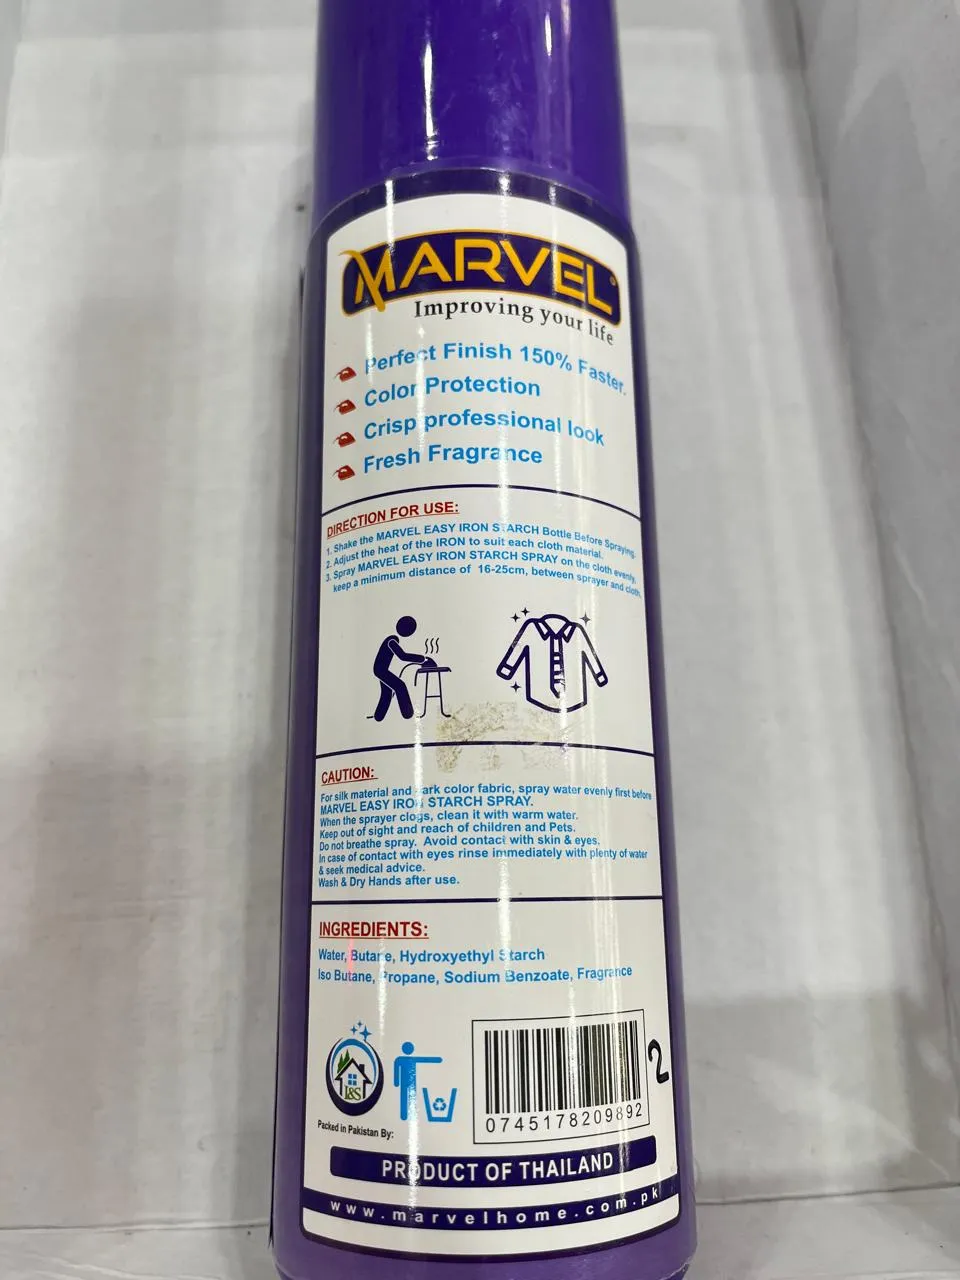 MARVEL
Improving your life
Perfect Finish 150% Faster.
Color Protection
Crisp professional look
Fresh Fragrance
DIRECTION FOR USE:
1. Shake the MARVEL EASY IRON STARCH Bottle Before Spraying.
2. Adjust the heat of the IRON to suit each cloth material.
3. Spray MARVEL EASY IRON STARCH SPRAY on the cloth evenly,
keep a minimum distance of 16-25cm, between sprayer and cloth.
CAUTION:
For silk material and dark color fabric, spray water evenly first before
MARVEL EASY IRON STARCH SPRAY.
When the sprayer clogs, clean it with warm water.
Keep out of sight and reach of children and Pets.
Do not breathe spray. Avoid contact with skin & eyes.
In case of contact with eyes rinse immediately with plenty of water
& seek medical advice.
Wash & Dry Hands after use.
INGREDIENTS:
Water, Butane, Hydroxyethyl Starch
Iso Butane, Propane, Sodium Benzoate, Fragrance
I&S
Packed in Pakistan By:
0745178209892
2
PRODUCT OF THAILAND
www.marvelhome.com.pk